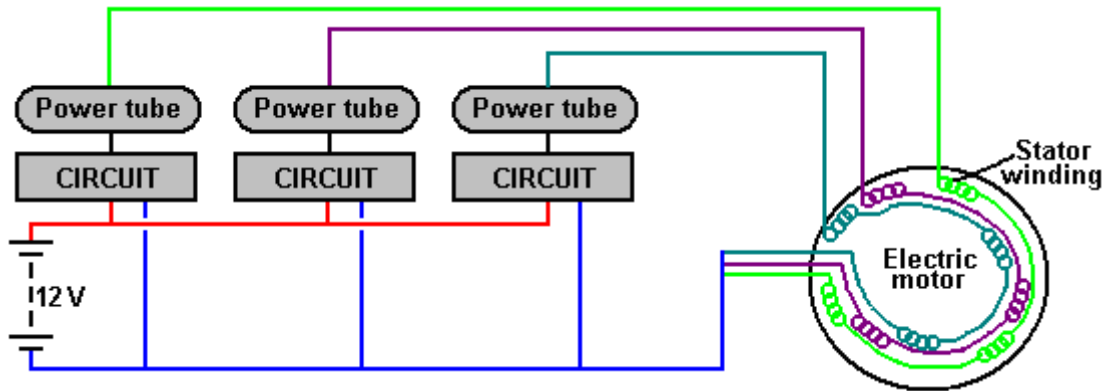 Power tube
Power tube
Power tube
CIRCUIT
CIRCUIT
CIRCUIT
Stator
winding
Electric
motor
12 V